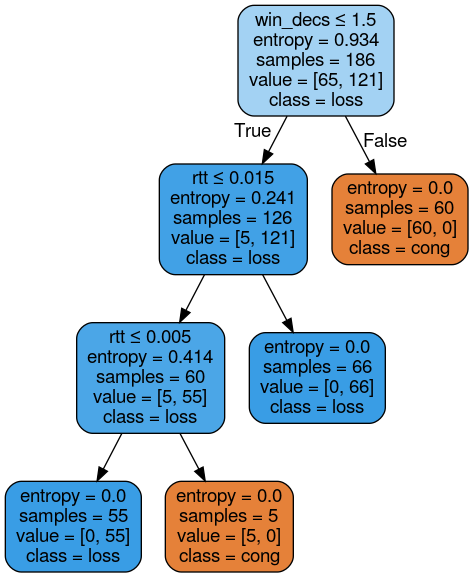 win_decs ≤ 1.5
entropy = 0.934
samples = 186
value = [65, 121]
class = loss
True
False
rtt ≤ 0.015
entropy = 0.241
samples = 126
value = [5, 121]
class = loss
entropy = 0.0
samples = 60
value = [60, 0]
class = cong
rtt ≤ 0.005
entropy = 0.414
samples = 60
value = [5, 55]
class = loss
entropy = 0.0
samples = 66
value = [0, 66]
class = loss
entropy = 0.0
samples = 55
value = [0, 55]
class = loss
entropy = 0.0
samples = 5
value = [5, 0]
class = cong